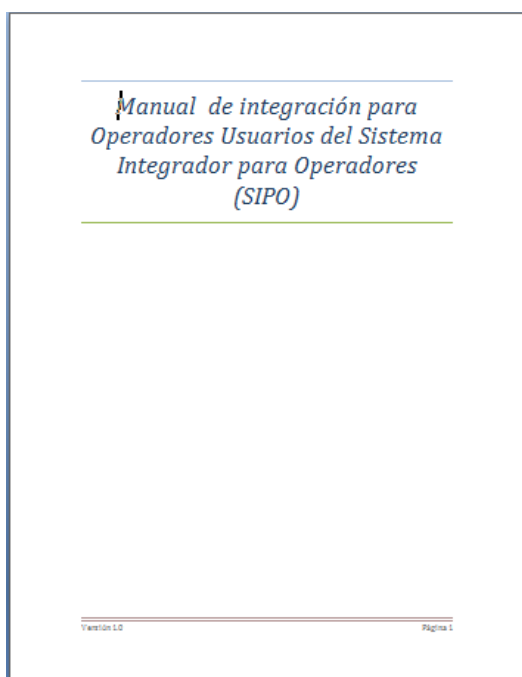 Manual  de integración para
Operadores Usuarios del Sistema
Integrador para Operadores
(SIPO)
Versión 1.0 Página 1